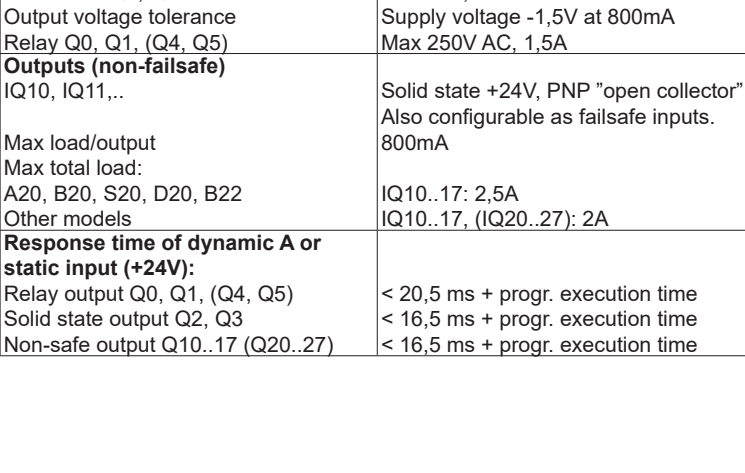 Output voltage tolerance Supply voltage -1,5V at 800mA
Relay Q0, Q1, (Q4, Q5) Max 250V AC, 1,5A
Outputs (non-failsafe)
IQ10, IQ11,.. Solid state +24V, PNP ”open collector”
Also configurable as failsafe inputs.
Max load/output 800mA
Max total load:
A20, B20, S20, D20, B22 IQ10..17: 2,5A
Other models IQ10..17, (IQ20..27): 2A
Response time of dynamic A or
static input (+24V):
Relay output Q0, Q1, (Q4, Q5) < 20,5 ms + progr. execution time
Solid state output Q2, Q3 < 16,5 ms + progr. execution time
Non-safe output Q10..17 (Q20..27) < 16,5 ms + progr. execution time